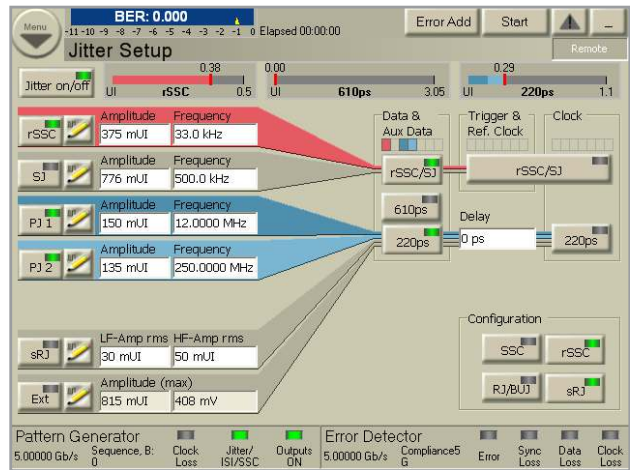 Menu
BER: 0.000
-11 -10 -9 -8 -7 -6 -5 -4 -3 -2 -1 0 Elapsed 00:00:00
Error Add
Start
Jitter Setup
Remote
Jitter on/off
0.38
UI rSSC 0.5
0.00
UI 610ps 3.05
0.29
UI 220ps 1.1
Amplitude Frequency
rSSC 375 mUI 33.0 kHz
Amplitude Frequency
SJ 776 mUI 500.0 kHz
Amplitude Frequency
PJ 1 150 mUI 12.0000 MHz
Amplitude Frequency
PJ 2 135 mUI 250.0000 MHz
LF-Amp rms HF-Amp rms
sRJ 30 mUI 50 mUI
Amplitude (max)
Ext 815 mUI 408 mV
Data &
Aux Data
Trigger &
Ref. Clock
Clock
rSSC/SJ
rSSC/SJ
610ps
Delay
220ps
0 ps
220ps
Configuration
SSC
rSSC
RJ/BUJ
sRJ
Pattern Generator
5.00000 Gb/s
Sequence, B:
0
Clock
Loss
Jitter/
ISI/SSC
Outputs
ON
Error Detector
5.00000 Gb/s
Compliance5
G
Error
Sync
Loss
Data
Loss
Clock
Loss